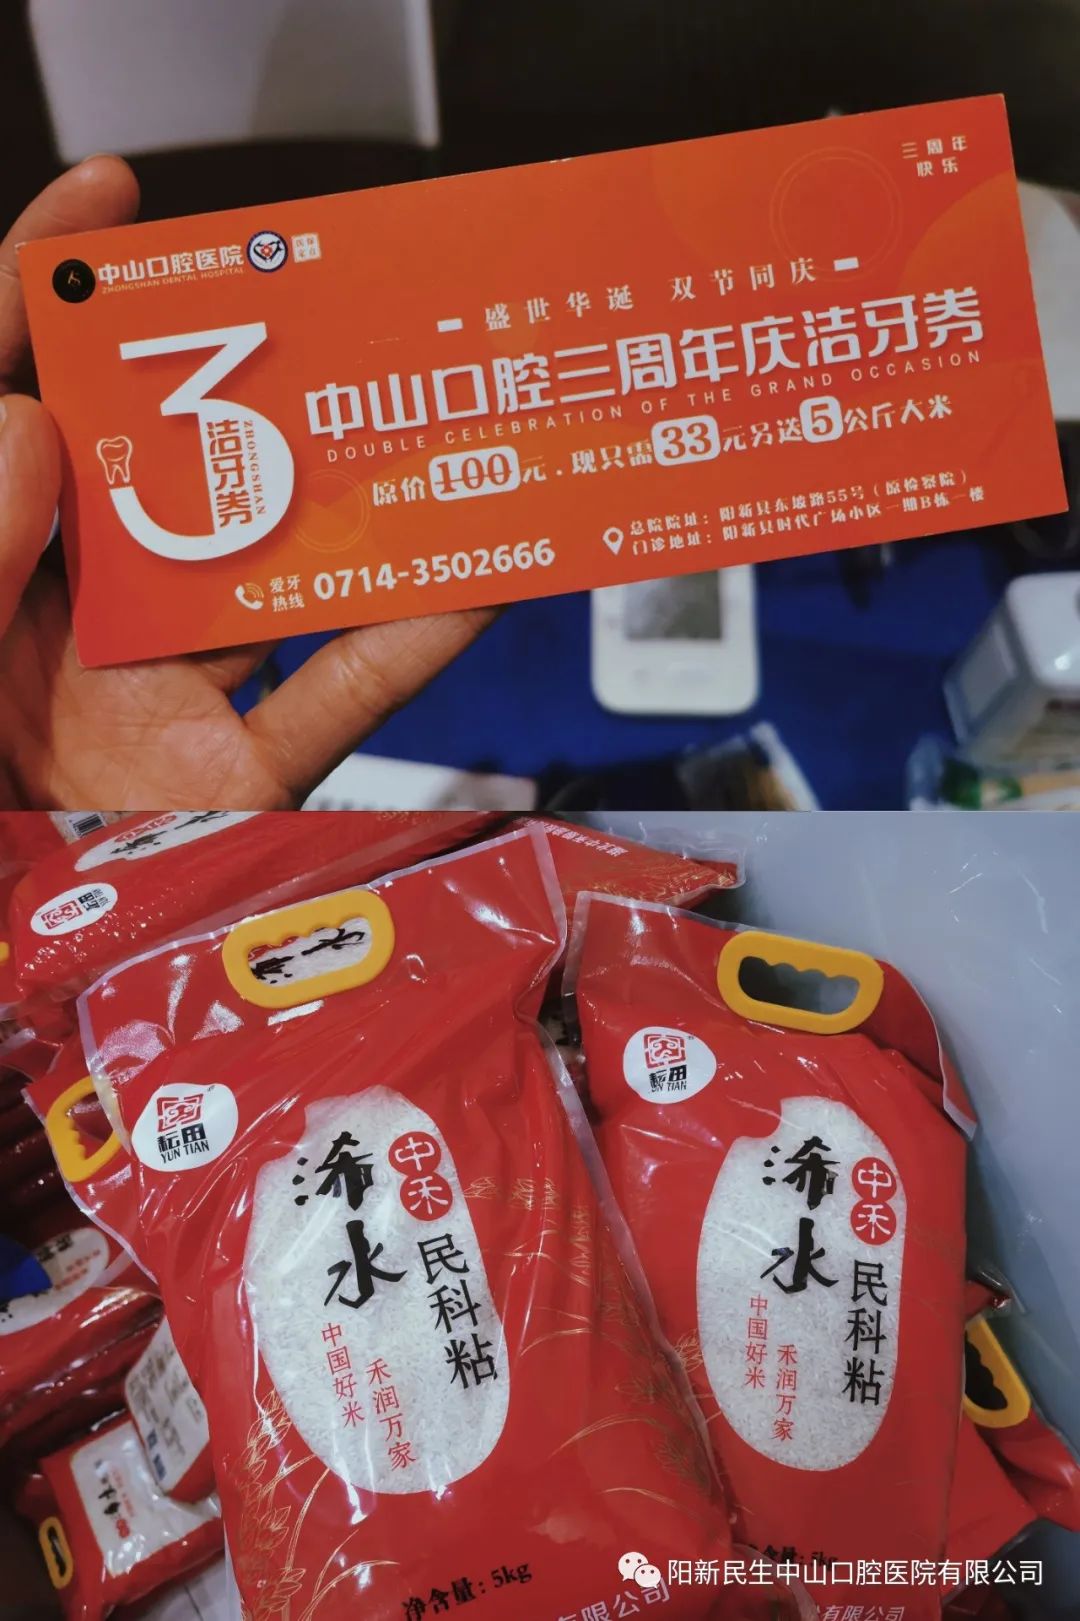 三周年
快乐
中山口腔医院
ZHONGSHAN DENTAL HOSPITAL
医保
定点
盛世华诞 双节同庆
中山口腔三周年庆洁牙券
DOUBLE CELEBRATION OF THE GRAND OCCASION
3
洁牙券
ZHONGSHAN
原价100元.现只需33元另送5公斤大米
爱牙
热线
0714-3502666
总院院址：阳新县东坡路55号（原检察院）
门诊地址：阳新县时代广场小区一期B栋一楼
耘田
耘田
YUN TIAN
中禾
浠水
民科粘
中国好米
禾润万家
净含量:5kg
有限公司
耘田
YUN TIAN
中禾
浠水
民科粘
中国好米
禾润万家
5kg
阳新民生中山口腔医院有限公司